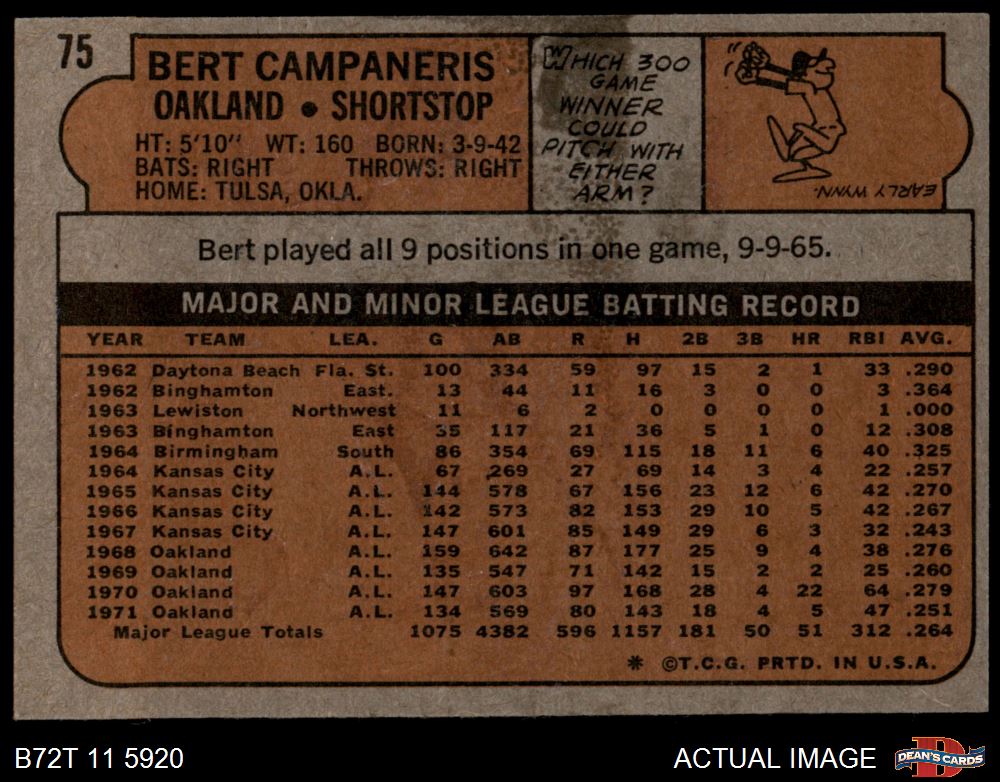 75
BERT CAMPANERIS
OAKLAND • SHORTSTOP
HT: 5'10" WT: 160 BORN: 3-9-42
BATS: RIGHT THROWS: RIGHT
HOME: TULSA, OKLA.
WHICH 300
GAME
WINNER
COULD
PITCH WITH
EITHER
ARM?
EARLY WYNN.
Bert played all 9 positions in one game, 9-9-65.
MAJOR AND MINOR LEAGUE BATTING RECORD
YEAR TEAM LEA. G AB R H 2B 3B HR RBI AVG.
1962 Daytona Beach Fla. St. 100 334 59 97 15 2 1 33 .290
1962 Binghamton East. 13 44 11 16 3 0 0 3 .364
1963 Lewiston Northwest 11 6 2 0 0 0 0 1 .000
1963 Binghamton East 35 117 21 36 5 1 0 12 .308
1964 Birmingham South 86 354 69 115 18 11 6 40 .325
1964 Kansas City A.L. 67 269 27 69 14 3 4 22 .257
1965 Kansas City A.L. 144 578 67 156 23 12 6 42 .270
1966 Kansas City A.L. 142 573 82 153 29 10 5 42 .267
1967 Kansas City A.L. 147 601 85 149 29 6 3 32 .243
1968 Oakland A.L. 159 642 87 177 25 9 4 38 .276
1969 Oakland A.L. 135 547 71 142 15 2 2 25 .260
1970 Oakland A.L. 147 603 97 168 28 4 22 64 .279
1971 Oakland A.L. 134 569 80 143 18 4 5 47 .251
Major League Totals 1075 4382 596 1157 181 50 51 312 .264
* ©T.C.G. PRTD. IN U.S.A.
B72T 11 5920
ACTUAL IMAGE
D
DEAN'S CARDS